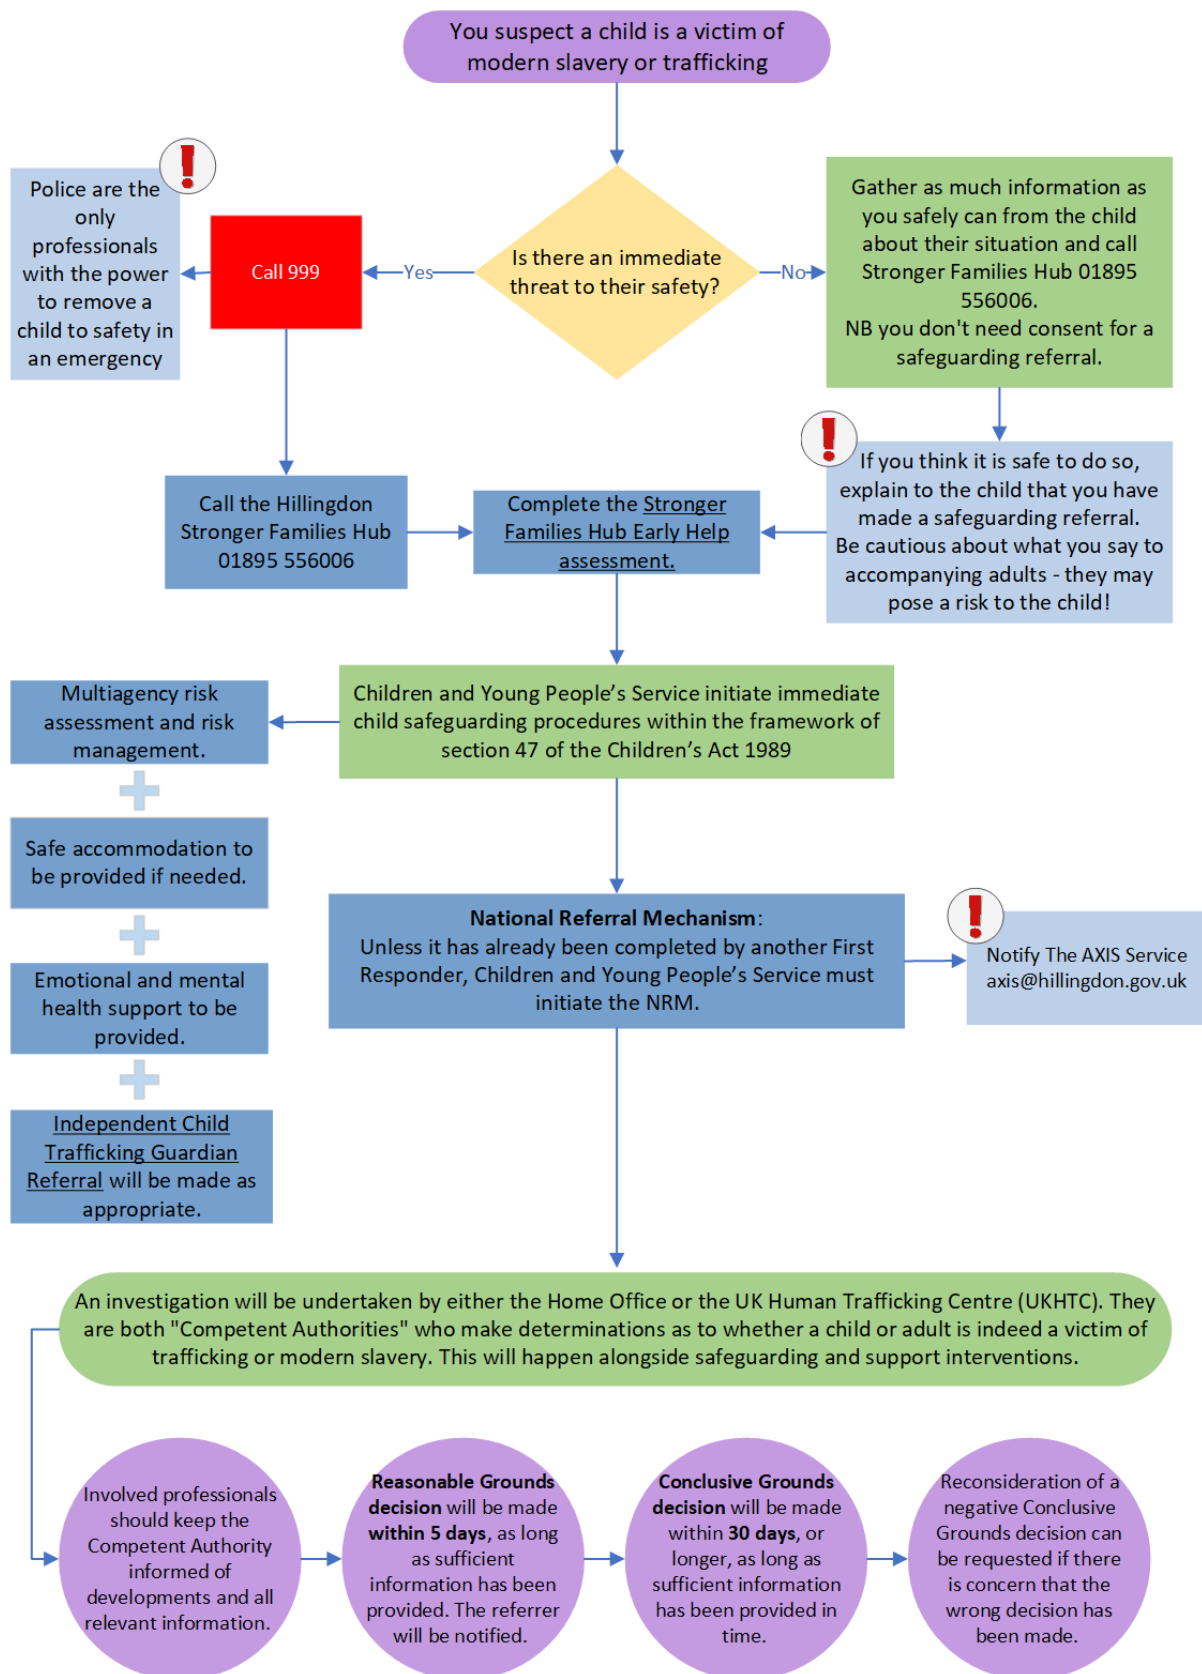 You suspect a child is a victim of
modern slavery or trafficking
Police are the
only
professionals
with the power
to remove a
child to safety in
an emergency
Call 999
Yes
Is there an immediate
threat to their safety?
No
Gather as much information as
you safely can from the child
about their situation and call
Stronger Families Hub 01895
556006.
NB you don't need consent for a
safeguarding referral.
Call the Hillingdon
Stronger Families Hub
01895 556006
Complete the Stronger
Families Hub Early Help
assessment.
If you think it is safe to do so,
explain to the child that you have
made a safeguarding referral.
Be cautious about what you say to
accompanying adults - they may
pose a risk to the child!
Children and Young People’s Service initiate immediate
child safeguarding procedures within the framework of
section 47 of the Children’s Act 1989
Multiagency risk
assessment and risk
management.
Safe accommodation to
be provided if needed.
Emotional and mental
health support to be
provided.
Independent Child
Trafficking Guardian
Referral will be made as
appropriate.
National Referral Mechanism:
Unless it has already been completed by another First
Responder, Children and Young People’s Service must
initiate the NRM.
Notify The AXIS Service
axis@hillingdon.gov.uk
An investigation will be undertaken by either the Home Office or the UK Human Trafficking Centre (UKHTC). They
are both "Competent Authorities" who make determinations as to whether a child or adult is indeed a victim of
trafficking or modern slavery. This will happen alongside safeguarding and support interventions.
Involved professionals
should keep the
Competent Authority
informed of
developments and all
relevant information.
Reasonable Grounds
decision will be made
within 5 days, as long
as sufficient
information has been
provided. The referrer
will be notified.
Conclusive Grounds
decision will be made
within 30 days, or
longer, as long as
sufficient information
has been provided in
time.
Reconsideration of a
negative Conclusive
Grounds decision can
be requested if there
is concern that the
wrong decision has
been made.